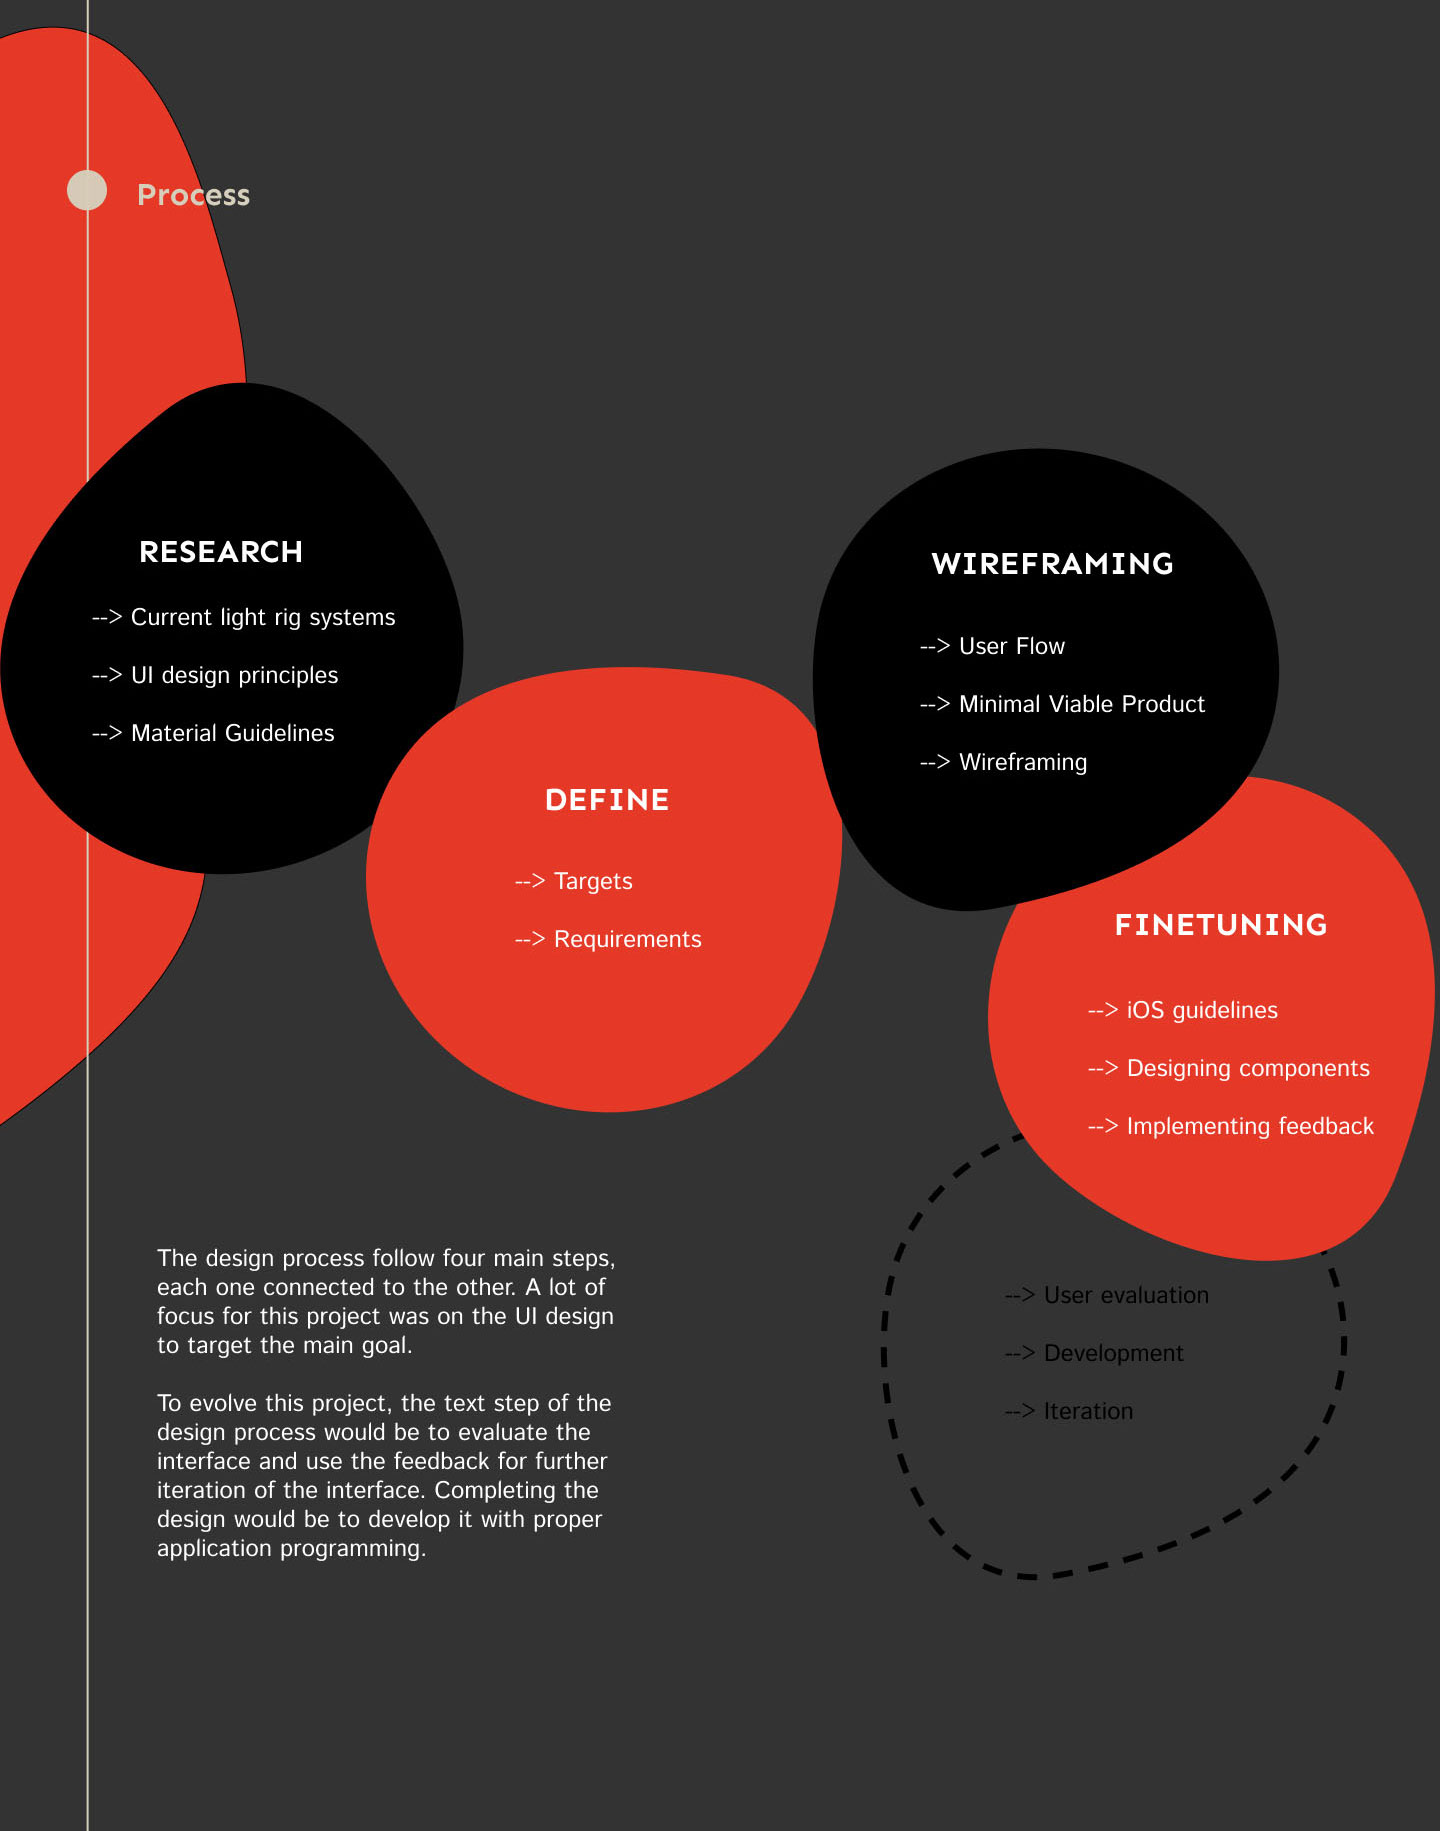 Process
RESEARCH
--> Current light rig systems
--> UI design principles
--> Material Guidelines
DEFINE
--> Targets
--> Requirements
WIREFRAMING
--> User Flow
--> Minimal Viable Product
--> Wireframing
FINETUNING
--> iOS guidelines
--> Designing components
--> Implementing feedback
--> User evaluation
--> Development
--> Iteration
The design process follow four main steps,
each one connected to the other. A lot of
focus for this project was on the UI design
to target the main goal.
To evolve this project, the text step of the
design process would be to evaluate the
interface and use the feedback for further
iteration of the interface. Completing the
design would be to develop it with proper
application programming.